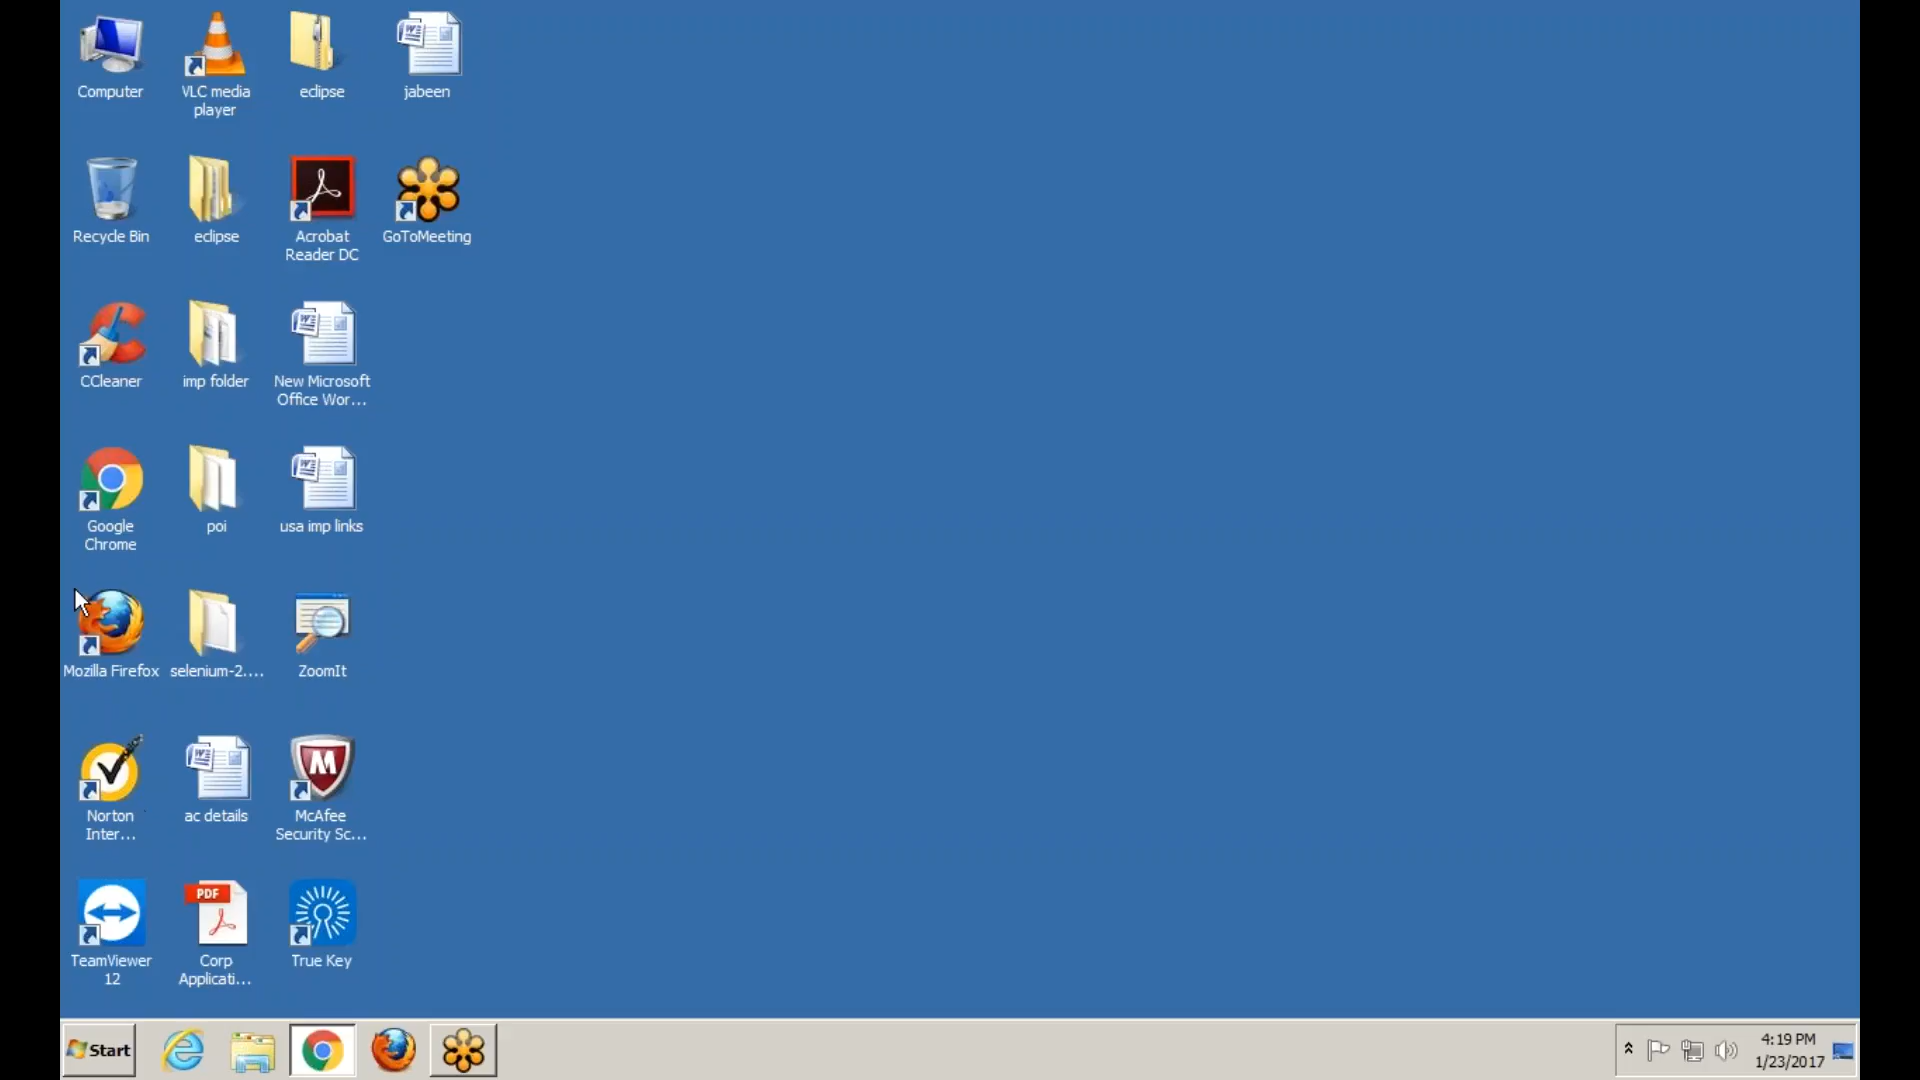 Computer
VLC media
player
eclipse
jabeen
Recycle Bin
eclipse
Acrobat
Reader DC
GoToMeeting
CCleaner
imp folder
New Microsoft
Office Wor...
Google
Chrome
poi
usa imp links
Mozilla Firefox
selenium-2....
ZoomIt
Norton
Inter...
ac details
McAfee
Security Sc...
TeamViewer
12
PDF
Corp
Applicati...
True Key
Start
4:19 PM
1/23/2017